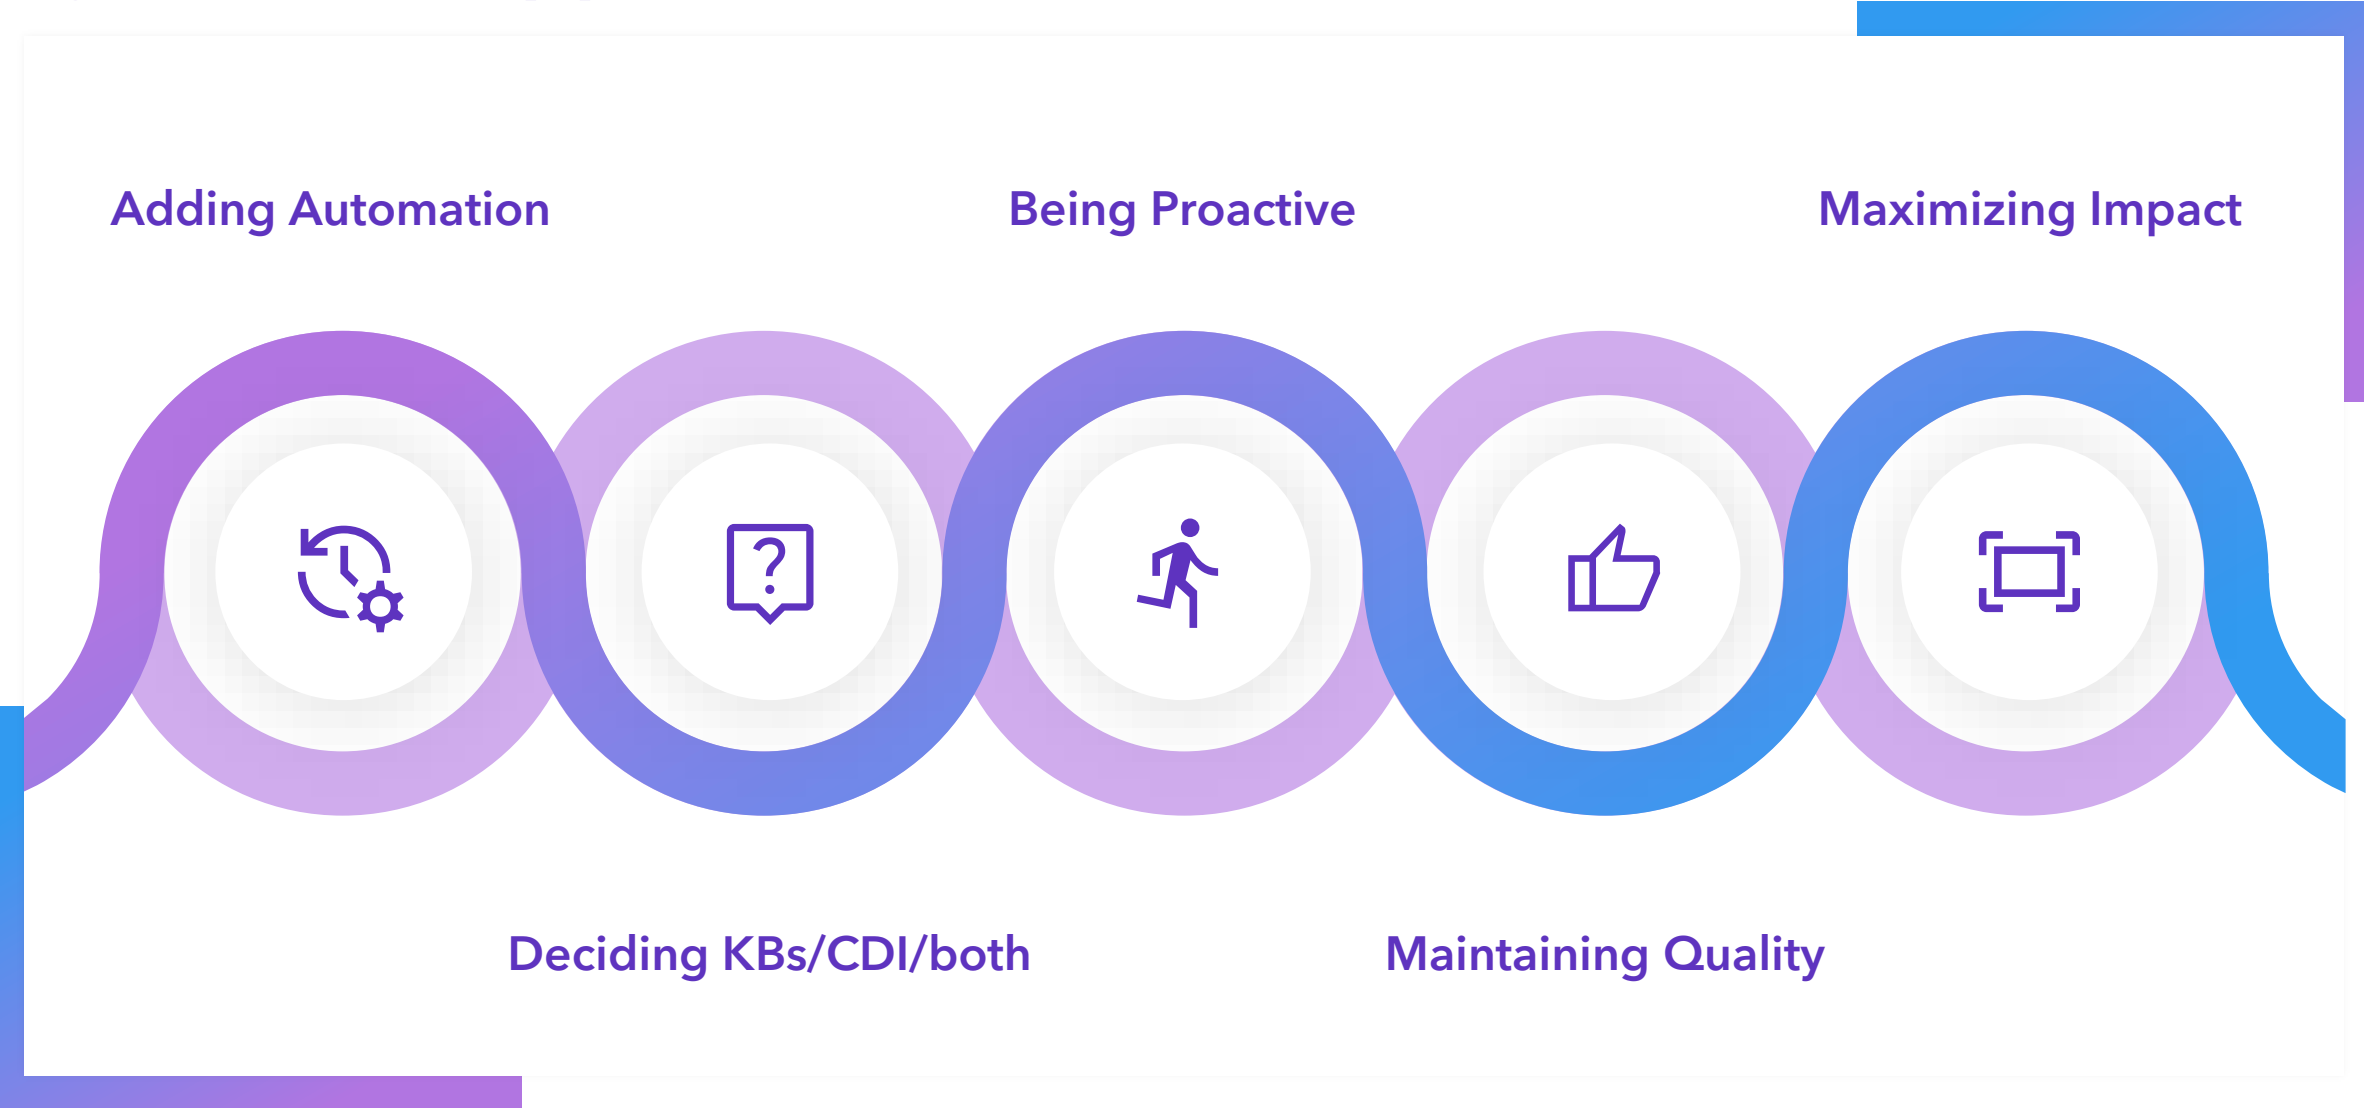 Adding Automation
Being Proactive
Maximizing Impact
Deciding KBs/CDI/both
Maintaining Quality